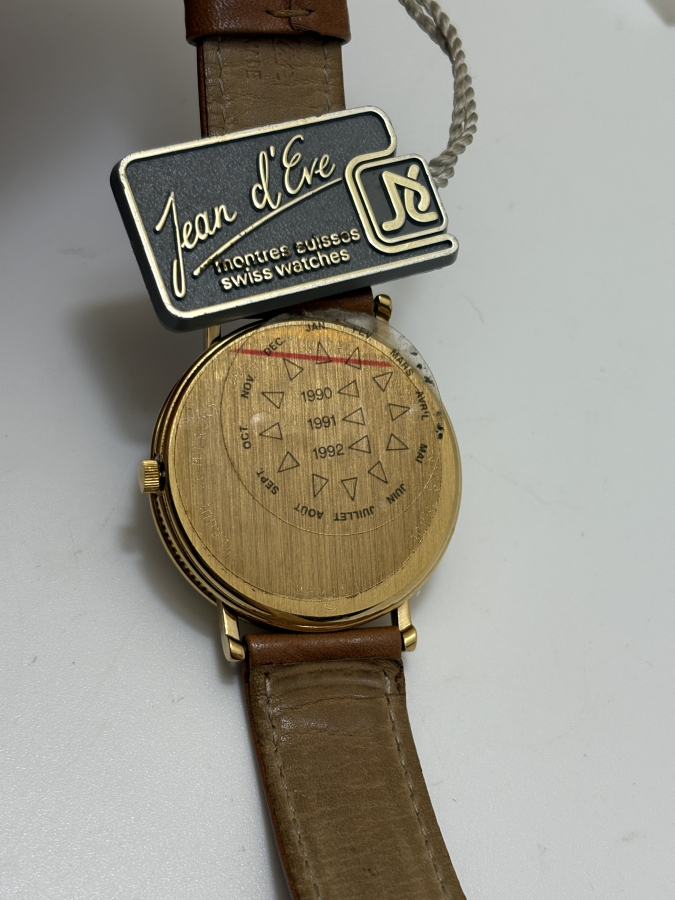 Jean d'Eve
montres suisses
swiss watches
JE
JAN
FEV
MARS
AVRIL
MAI
JUIN
JUILLET
AOUT
SEPT
OCT
NOV
DEC
1990
1991
1992